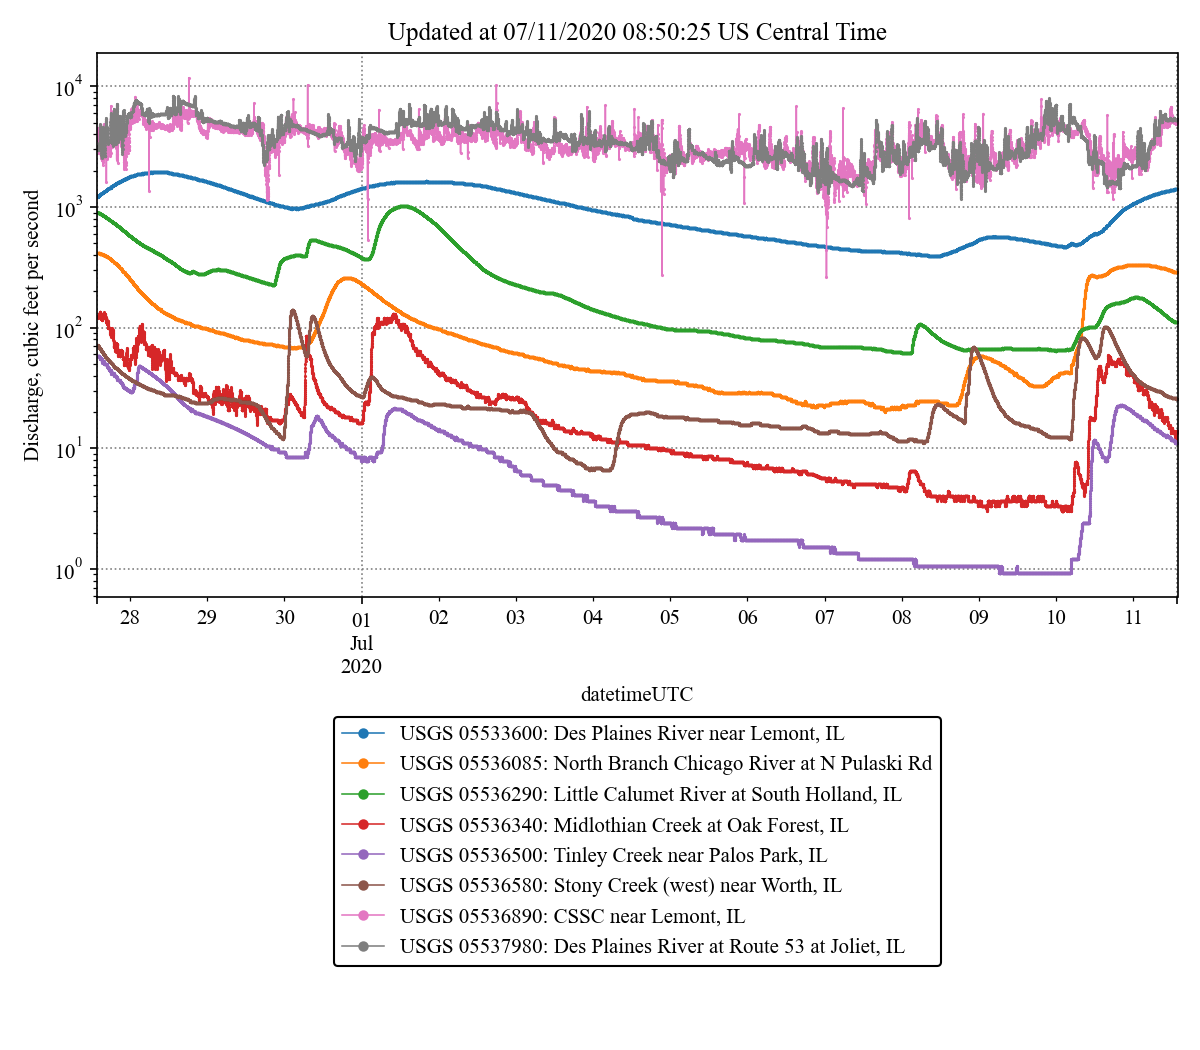 Updated at 07/11/2020 08:50:25 US Central Time
Discharge, cubic feet per second
10^4
10^3
10^2
10^1
10^0
28 29 30 01 02 03 04 05 06 07 08 09 10 11
Jul
2020
datetimeUTC
USGS 05533600: Des Plaines River near Lemont, IL
USGS 05536085: North Branch Chicago River at N Pulaski Rd
USGS 05536290: Little Calumet River at South Holland, IL
USGS 05536340: Midlothian Creek at Oak Forest, IL
USGS 05536500: Tinley Creek near Palos Park, IL
USGS 05536580: Stony Creek (west) near Worth, IL
USGS 05536890: CSSC near Lemont, IL
USGS 05537980: Des Plaines River at Route 53 at Joliet, IL